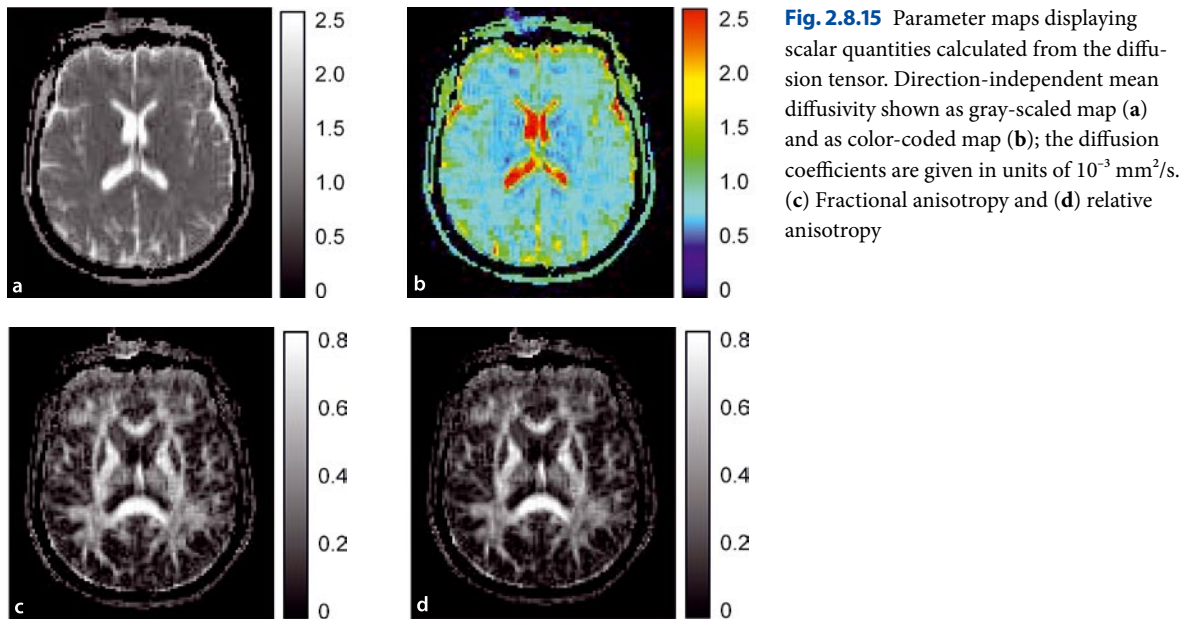 2.5
2.0
1.5
1.0
0.5
0
a
2.5
2.0
1.5
1.0
0.5
0
b
Fig. 2.8.15 Parameter maps displaying
scalar quantities calculated from the diffu-
sion tensor. Direction-independent mean
diffusivity shown as gray-scaled map (a)
and as color-coded map (b); the diffusion
coefficients are given in units of 10⁻³ mm²/s.
(c) Fractional anisotropy and (d) relative
anisotropy
0.8
0.6
0.4
0.2
0
c
0.8
0.6
0.4
0.2
0
d